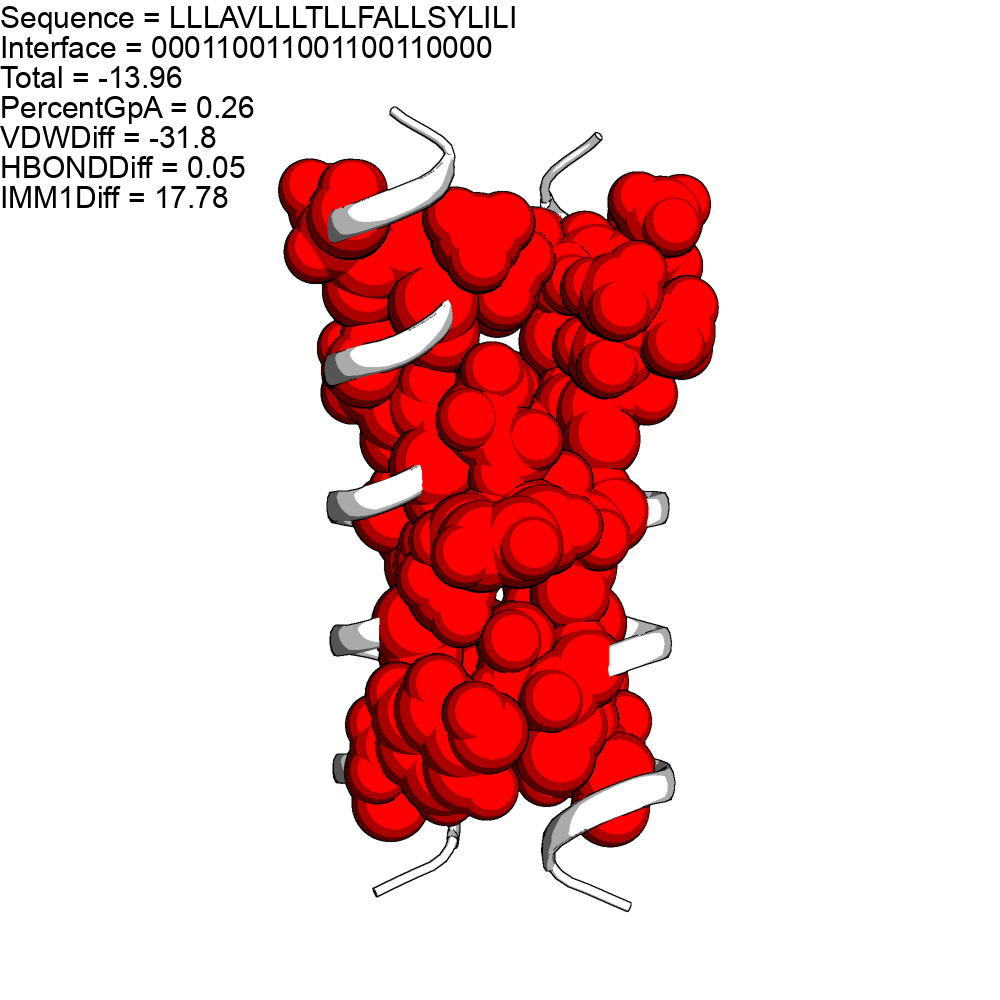 Sequence = LLLAVLLLTLLFALLSYLILI
Interface = 000110011001100110000
Total = -13.96
PercentGpA = 0.26
VDWDiff = -31.8
HBONDDiff = 0.05
IMM1Diff = 17.78